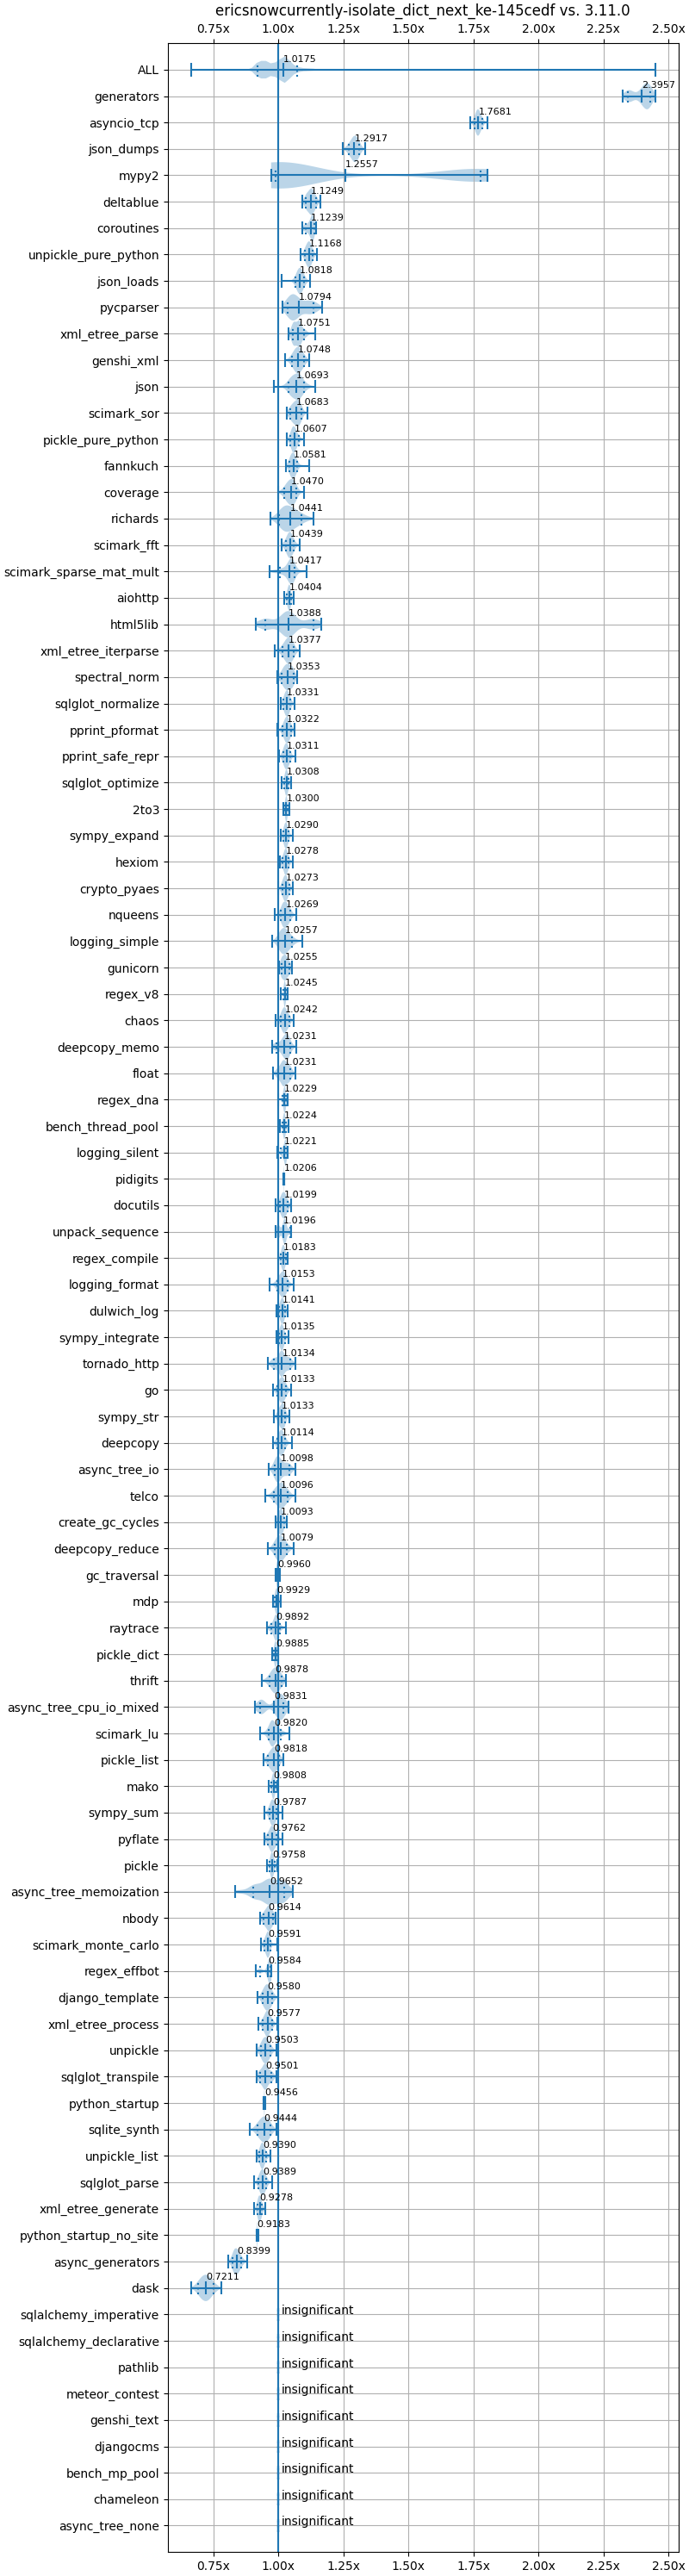 ericsnowcurrently-isolate_dict_next_ke-145cedf vs. 3.11.0
0.75x 1.00x 1.25x 1.50x 1.75x 2.00x 2.25x 2.50x
ALL 1.0175
generators 2.3957
asyncio_tcp 1.7681
json_dumps 1.2917
mypy2 1.2557
deltablue 1.1249
coroutines 1.1239
unpickle_pure_python 1.1168
json_loads 1.0818
pycparser 1.0794
xml_etree_parse 1.0751
genshi_xml 1.0748
json 1.0693
scimark_sor 1.0683
pickle_pure_python 1.0607
fannkuch 1.0581
coverage 1.0470
richards 1.0441
scimark_fft 1.0439
scimark_sparse_mat_mult 1.0417
aiohttp 1.0404
html5lib 1.0388
xml_etree_iterparse 1.0377
spectral_norm 1.0353
sqlglot_normalize 1.0331
pprint_pformat 1.0322
pprint_safe_repr 1.0311
sqlglot_optimize 1.0308
2to3 1.0300
sympy_expand 1.0290
hexiom 1.0278
crypto_pyaes 1.0273
nqueens 1.0269
logging_simple 1.0257
gunicorn 1.0255
regex_v8 1.0245
chaos 1.0242
deepcopy_memo 1.0231
float 1.0231
regex_dna 1.0229
bench_thread_pool 1.0224
logging_silent 1.0221
pidigits 1.0206
docutils 1.0199
unpack_sequence 1.0196
regex_compile 1.0183
logging_format 1.0153
dulwich_log 1.0141
sympy_integrate 1.0135
tornado_http 1.0134
go 1.0133
sympy_str 1.0133
deepcopy 1.0114
async_tree_io 1.0098
telco 1.0096
create_gc_cycles 1.0093
deepcopy_reduce 1.0079
gc_traversal 0.9960
mdp 0.9929
raytrace 0.9892
pickle_dict 0.9885
thrift 0.9878
async_tree_cpu_io_mixed 0.9831
scimark_lu 0.9820
pickle_list 0.9818
mako 0.9808
sympy_sum 0.9787
pyflate 0.9762
pickle 0.9758
async_tree_memoization 0.9652
nbody 0.9614
scimark_monte_carlo 0.9591
regex_effbot 0.9584
django_template 0.9580
xml_etree_process 0.9577
unpickle 0.9503
sqlglot_transpile 0.9501
python_startup 0.9456
sqlite_synth 0.9444
unpickle_list 0.9390
sqlglot_parse 0.9389
xml_etree_generate 0.9278
python_startup_no_site 0.9183
async_generators 0.8399
dask 0.7211
sqlalchemy_imperative insignificant
sqlalchemy_declarative insignificant
pathlib insignificant
meteor_contest insignificant
genshi_text insignificant
djangocms insignificant
bench_mp_pool insignificant
chameleon insignificant
async_tree_none insignificant
0.75x 1.00x 1.25x 1.50x 1.75x 2.00x 2.25x 2.50x